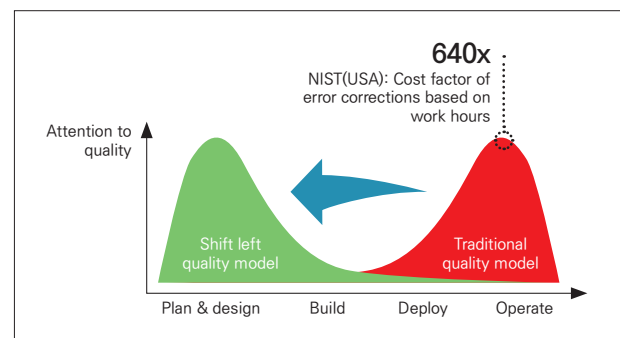 640x
NIST(USA): Cost factor of
error corrections based on
work hours
Attention to
quality
Shift left
quality model
Traditional
quality model
Plan & design
Build
Deploy
Operate